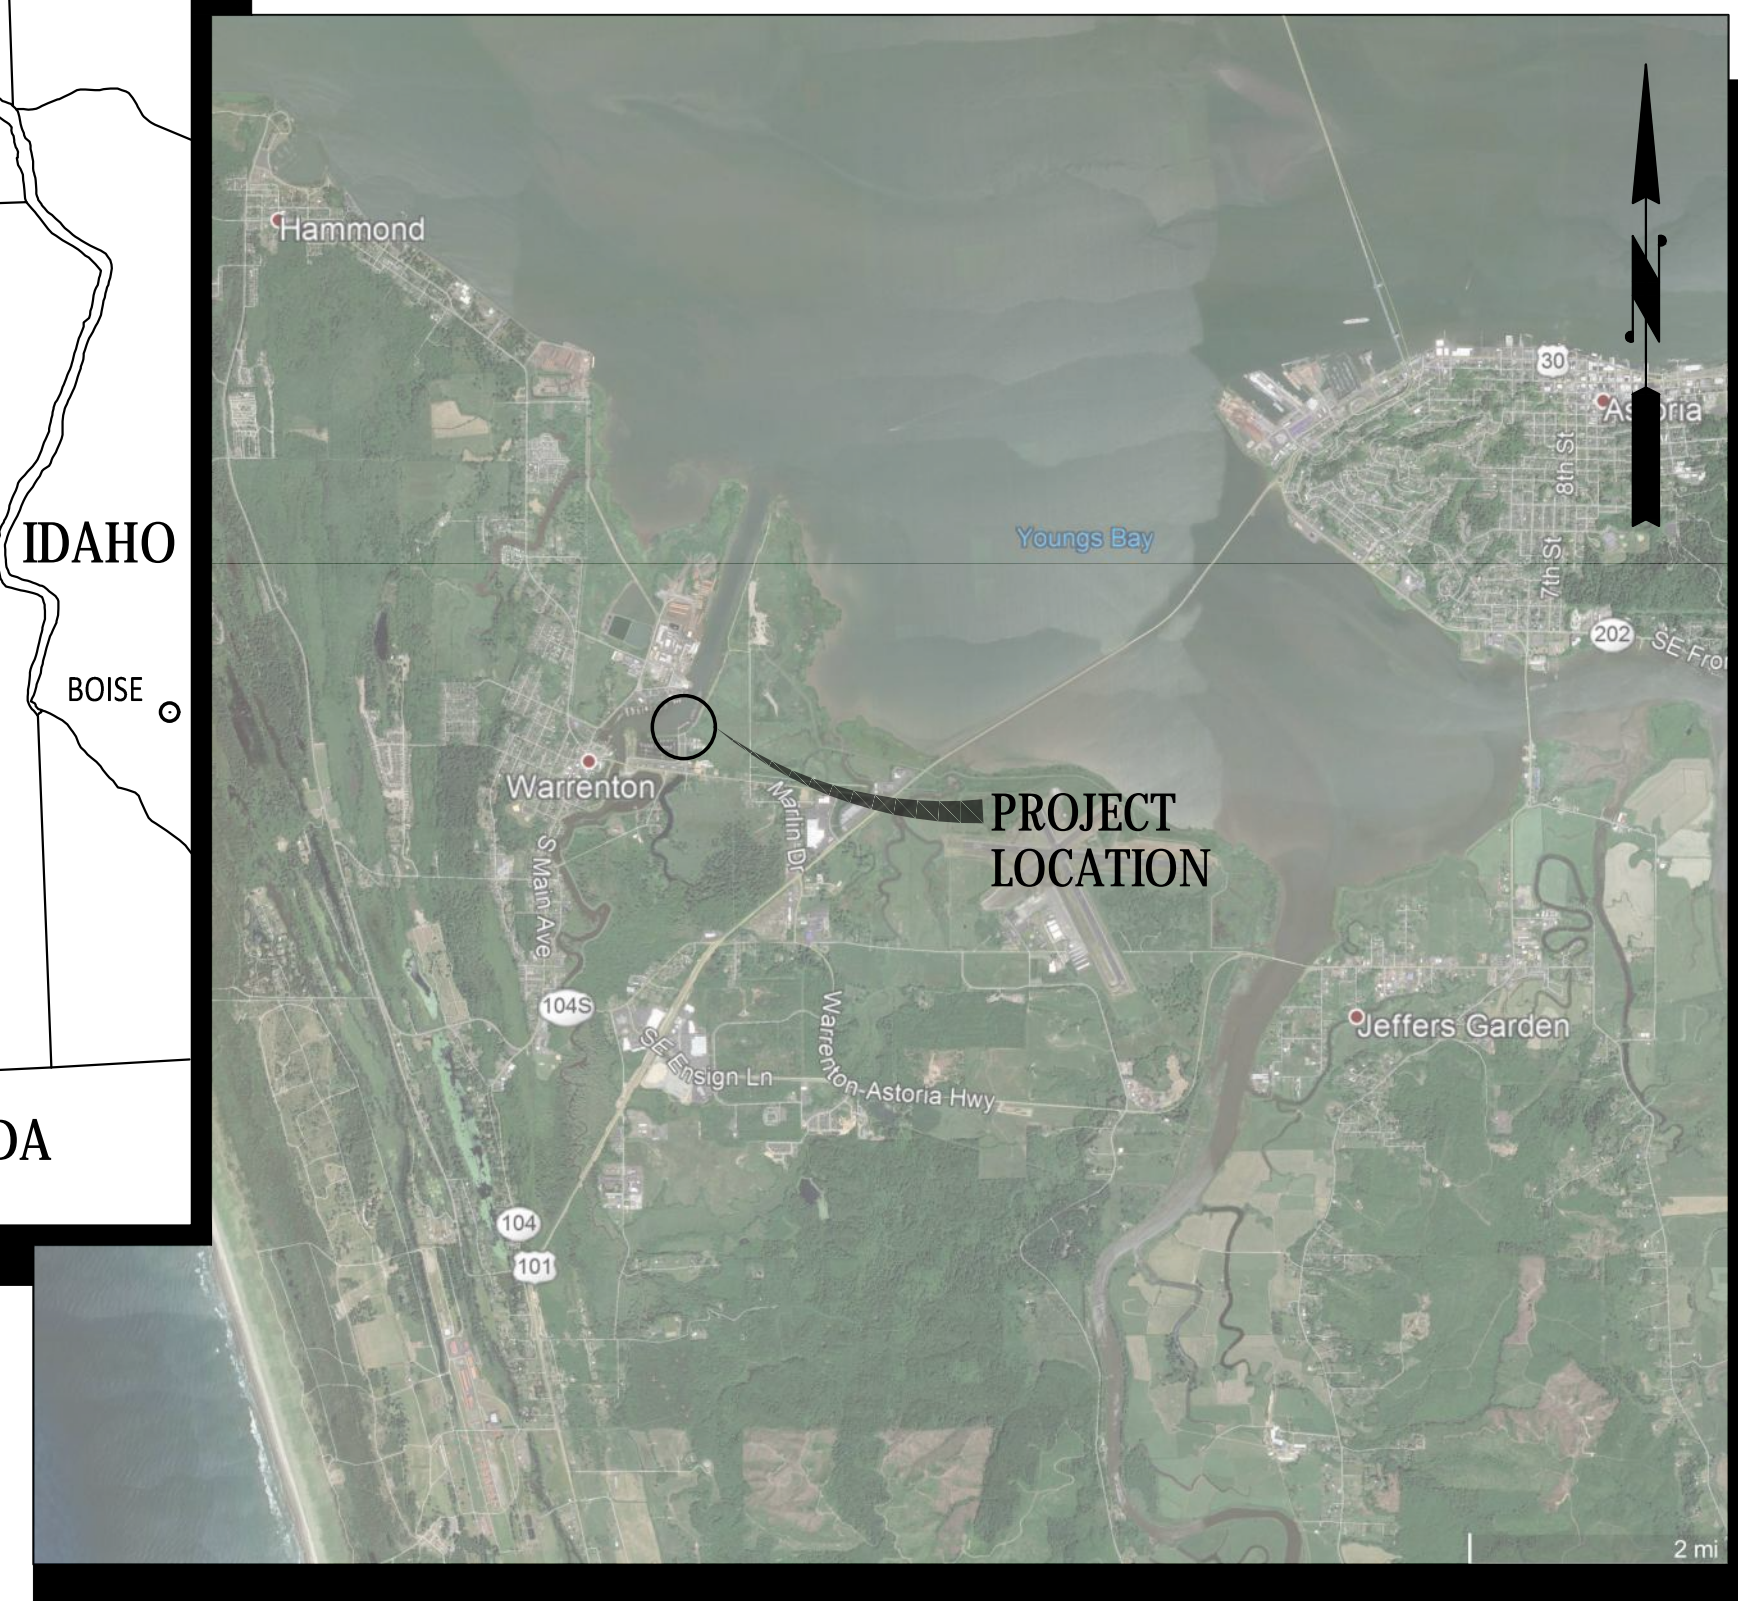 Hammond
30
Astoria
8th St
IDAHO
Youngs Bay
7th St
202
SE Fro
BOISE
Warrenton
Marlin Dr
PROJECT
LOCATION
S Main Ave
104S
Jeffers Garden
SE Ensign Ln
Warrenton-Astoria Hwy
DA
104
101
2 mi
N